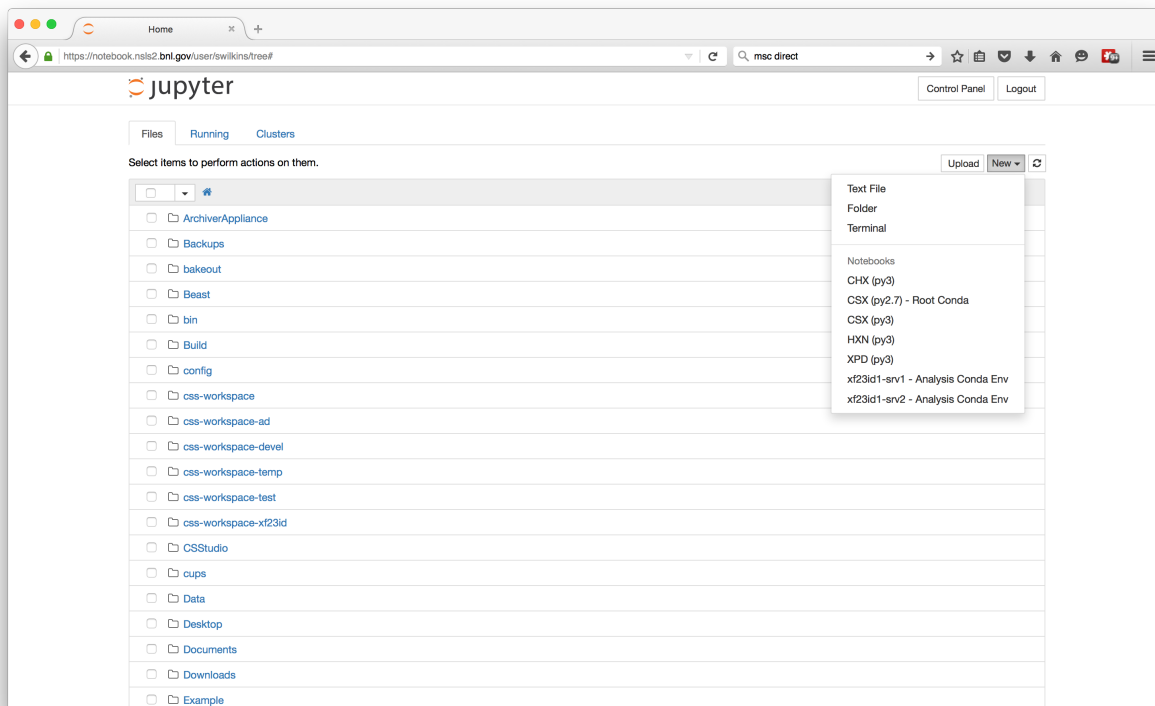 Home
https://notebook.nsls2.bnl.gov/user/swilkins/tree#
msc direct
jupyter
Control Panel
Logout
Files
Running
Clusters
Select items to perform actions on them.
Upload
New
Text File
Folder
Terminal
Notebooks
CHX (py3)
CSX (py2.7) - Root Conda
CSX (py3)
HXN (py3)
XPD (py3)
xf23id1-srv1 - Analysis Conda Env
xf23id1-srv2 - Analysis Conda Env
ArchiverAppliance
Backups
bakeout
Beast
bin
Build
config
css-workspace
css-workspace-ad
css-workspace-devel
css-workspace-temp
css-workspace-test
css-workspace-xf23id
CSStudio
cups
Data
Desktop
Documents
Downloads
Example